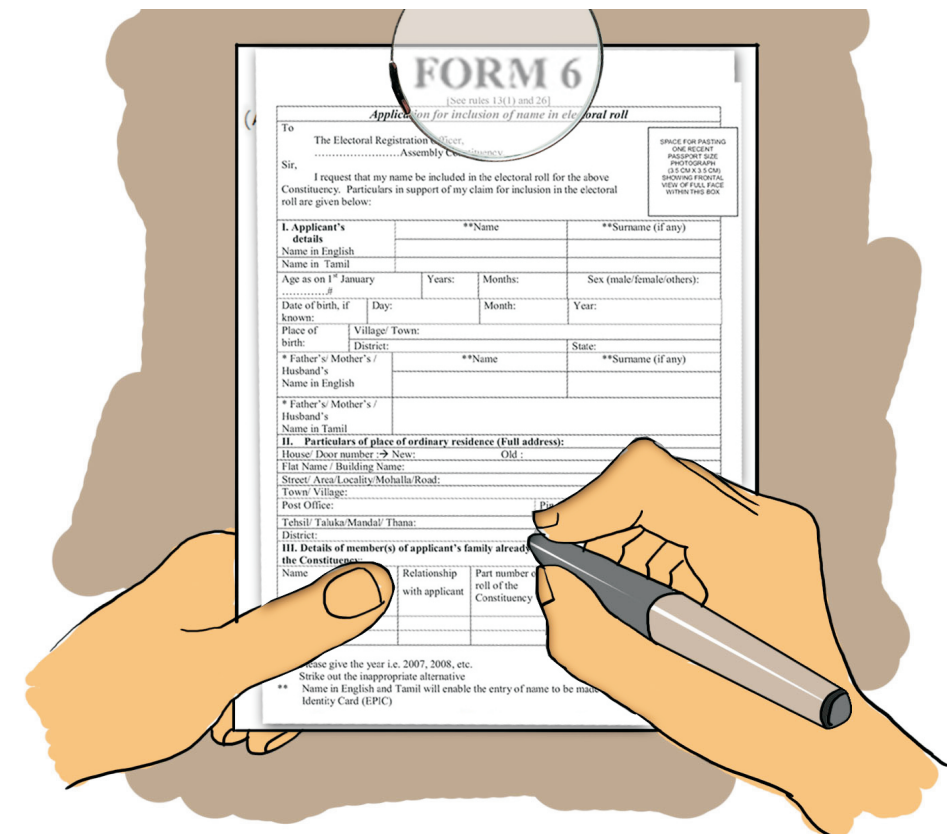 FORM 6
[See rules 13(1) and 26]
Application for inclusion of name in electoral roll
To
The Electoral Registration Officer,
........................Assembly Constituency
SPACE FOR PASTING
ONE RECENT
PASSPORT SIZE
PHOTOGRAPH
(3.5 CM X 3.5 CM)
SHOWING FRONTAL
VIEW OF FULL FACE
WITHIN THIS BOX
Sir,
I request that my name be included in the electoral roll for the above
Constituency. Particulars in support of my claim for inclusion in the electoral
roll are given below:
I. Applicant's **Name **Surname (if any)
details
Name in English
Name in Tamil
Age as on 1st January Years: Months: Sex (male/female/others):
.............#
Date of birth, if Day: Month: Year:
known:
Place of Village/ Town:
birth: District: State:
* Father's/ Mother's / **Name **Surname (if any)
Husband's
Name in English
* Father's/ Mother's /
Husband's
Name in Tamil
II. Particulars of place of ordinary residence (Full address):
House/ Door number :→ New: Old :
Flat Name / Building Name:
Street/ Area/Locality/Mohalla/Road:
Town/ Village:
Post Office:
Tehsil/ Taluka/Mandal/ Thana:
District:
III. Details of member(s) of applicant's family already
the Constituency:
Name Relationship Part number
with applicant roll of the
Constituency
give the year i.e. 2007, 2008, etc.
Strike out the inappropriate alternative
** Name in English and Tamil will enable the entry of name to be made
Identity Card (EPIC)